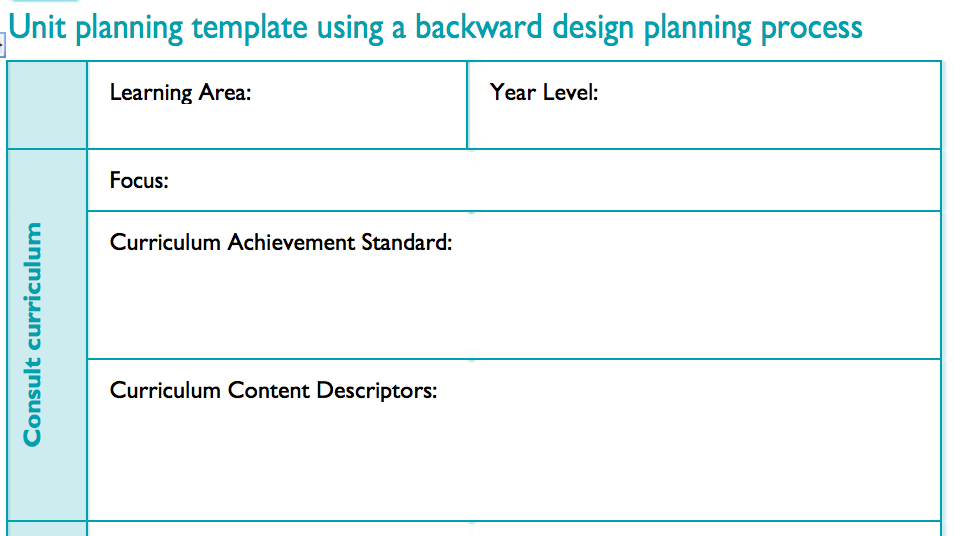 Unit planning template using a backward design planning process
Learning Area:
Year Level:
Consult curriculum
Focus:
Curriculum Achievement Standard:
Curriculum Content Descriptors: